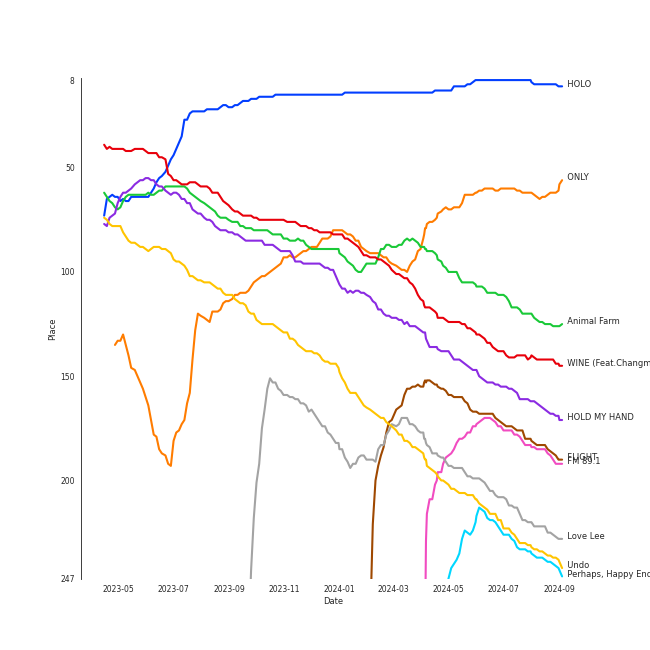 8
50
100
150
200
247
Place
2023-05
2023-07
2023-09
2023-11
2024-01
2024-03
2024-05
2024-07
2024-09
Date
HOLO
ONLY
Animal Farm
WINE (Feat.Changm
HOLD MY HAND
FLIGHT
FM 89.1
Love Lee
Undo
Perhaps, Happy End